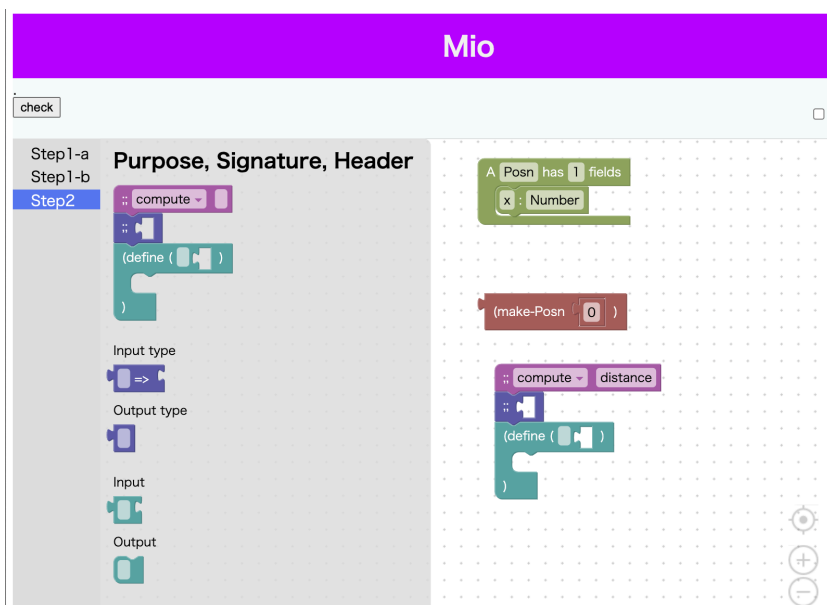 Mio
.
check
Step1-a
Step1-b
Step2
Purpose, Signature, Header
;; compute
;;
(define ( )
)
Input type
=>
Output type
Input
Output
A Posn has 1 fields
x : Number
(make-Posn 0 )
;; compute distance
;;
(define ( )
)